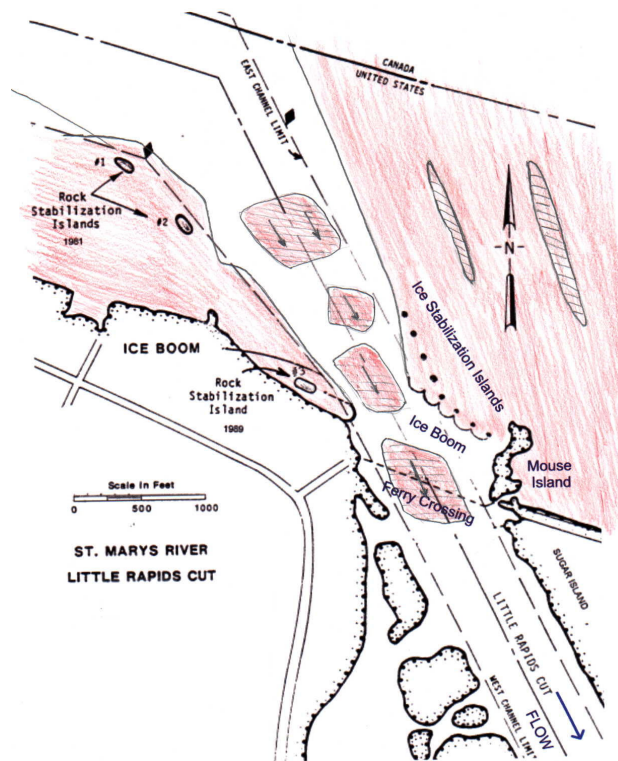 CANADA
UNITED STATES
EAST CHANNEL LIMIT
#1
Rock
Stabilization
Islands
1981
#2
N
Ice Stabilization Islands
ICE BOOM
#3
Rock
Stabilization
Island
1989
Ice Boom
Mouse
Island
Ferry Crossing
Scale in Feet
0 500 1000
ST. MARYS RIVER
LITTLE RAPIDS CUT
SUGAR ISLAND
LITTLE RAPIDS CUT
WEST CHANNEL LIMIT
FLOW